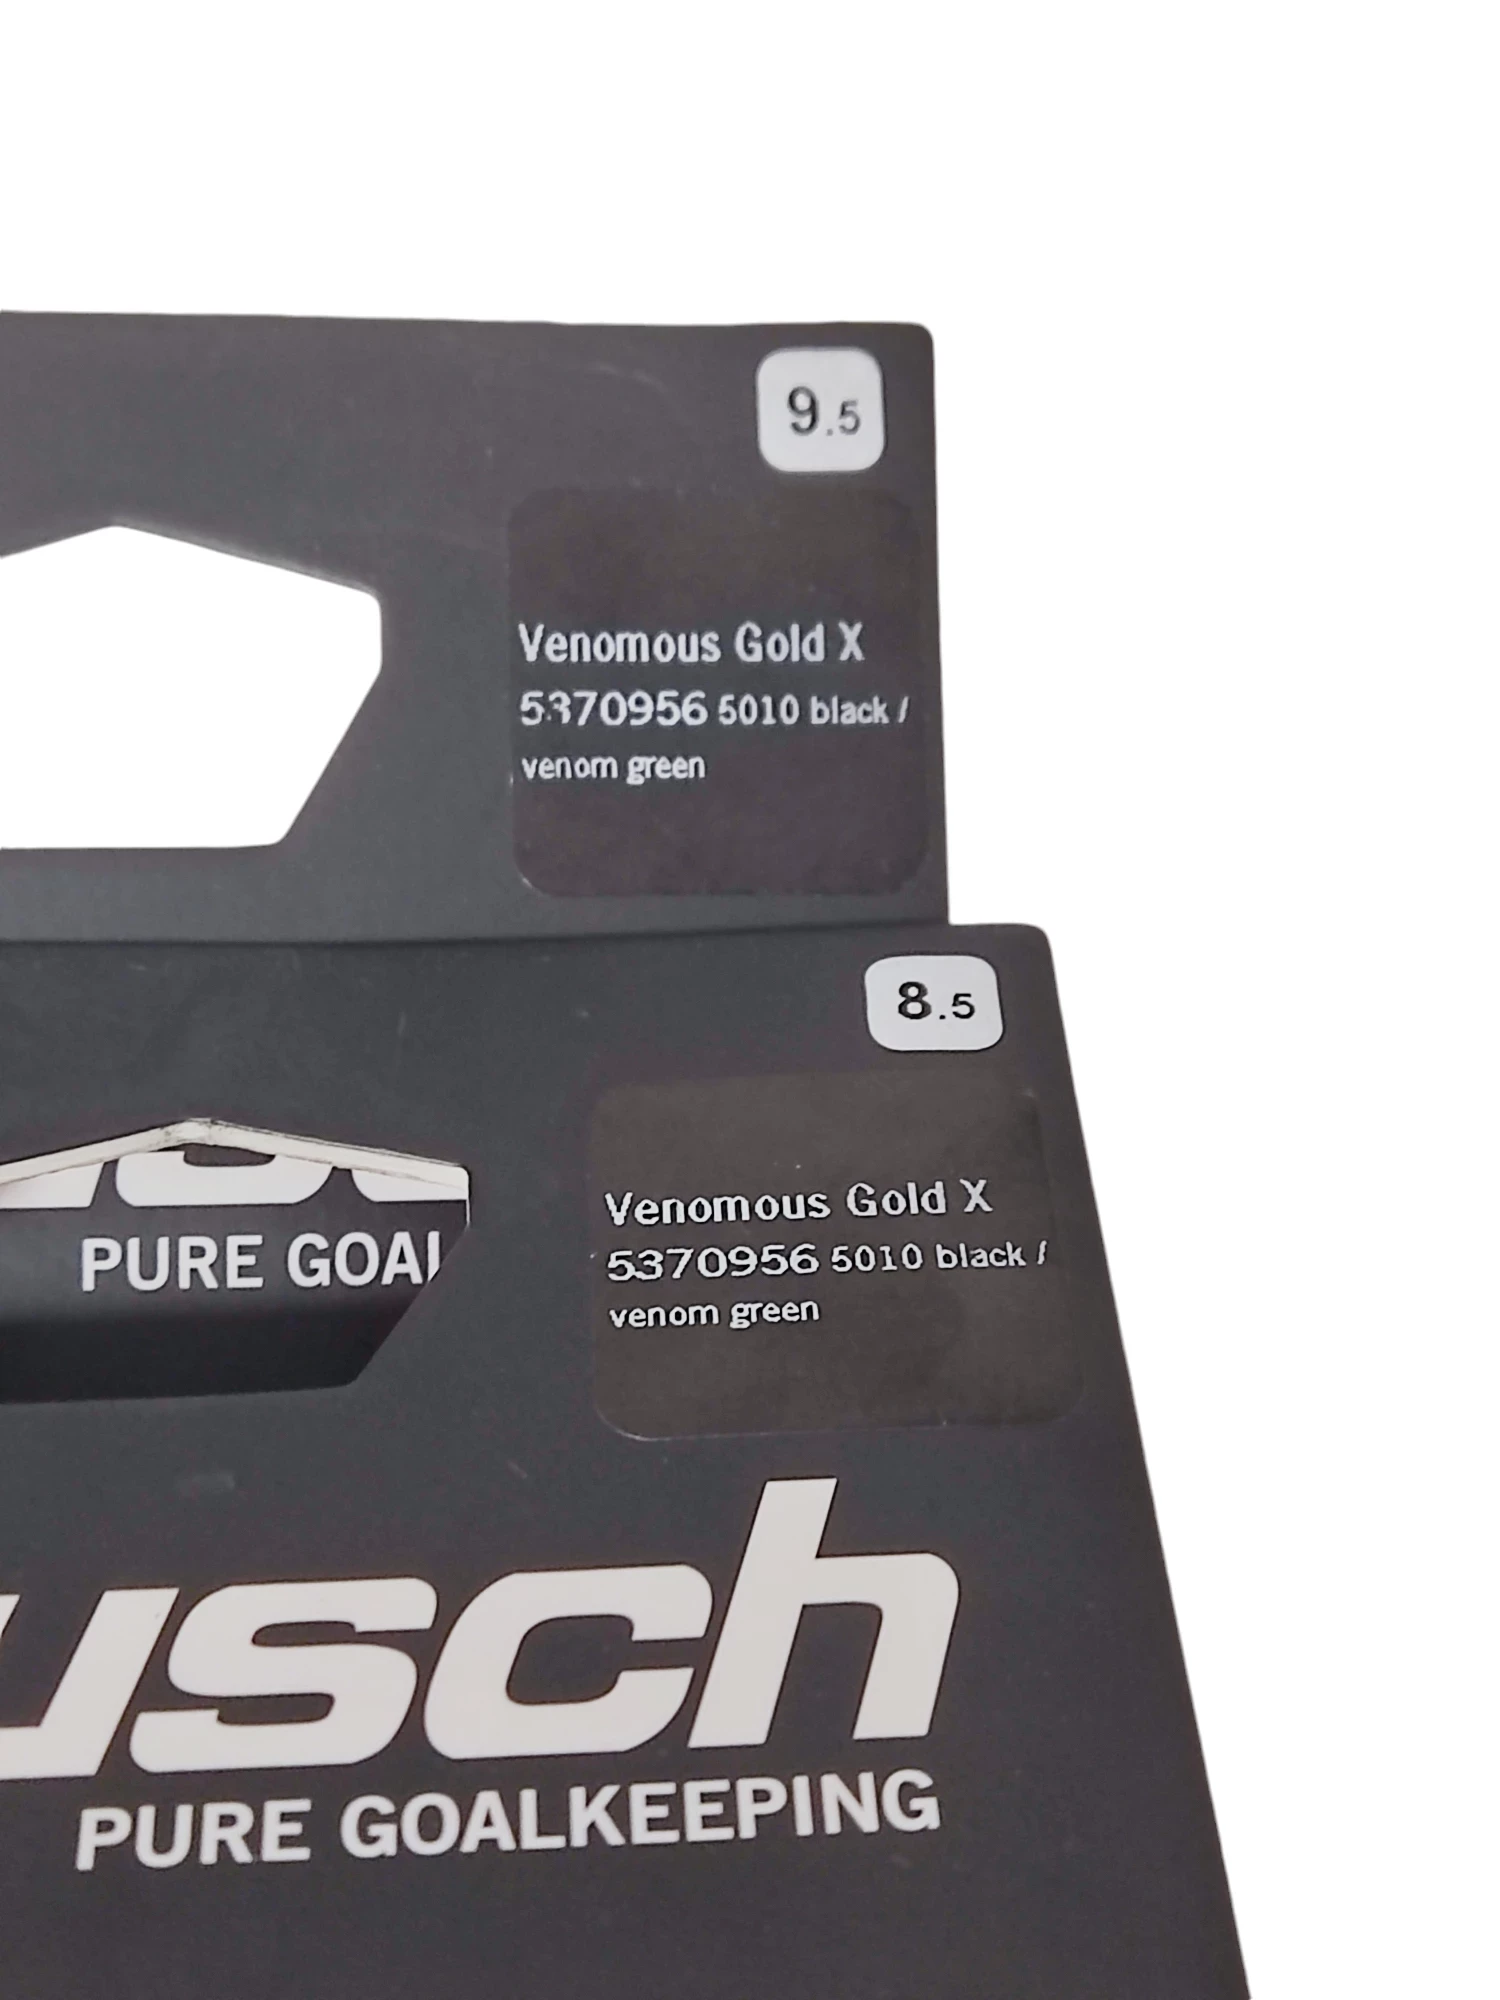 9.5
Venomous Gold X
5370956 5010 black /
venom green
8.5
Venomous Gold X
5370956 5010 black /
venom green
PURE GOAL
usch
PURE GOALKEEPING